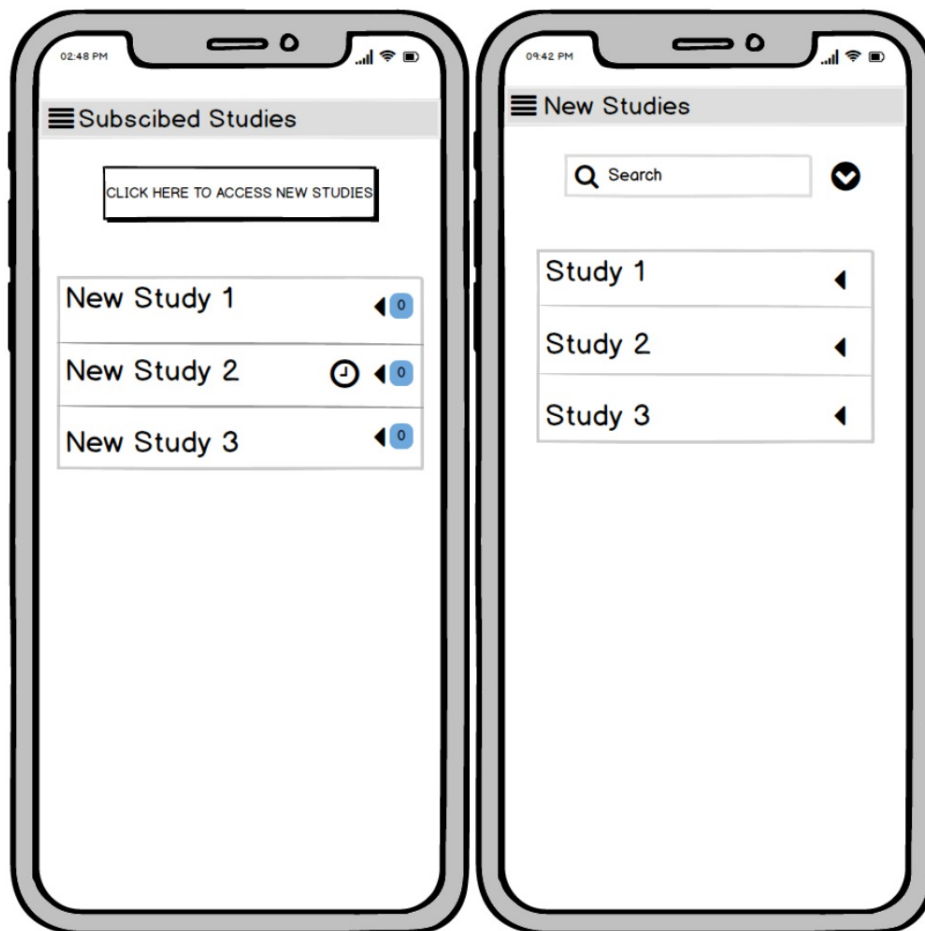 02:48 PM
Subscibed Studies
CLICK HERE TO ACCESS NEW STUDIES
New Study 1
0
New Study 2
0
New Study 3
0
09:42 PM
New Studies
Search
Study 1
Study 2
Study 3